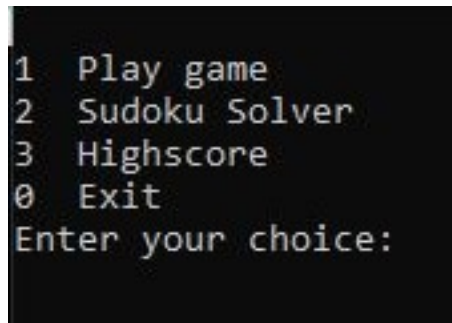 1  Play game
2  Sudoku Solver
3  Highscore
0  Exit
Enter your choice: